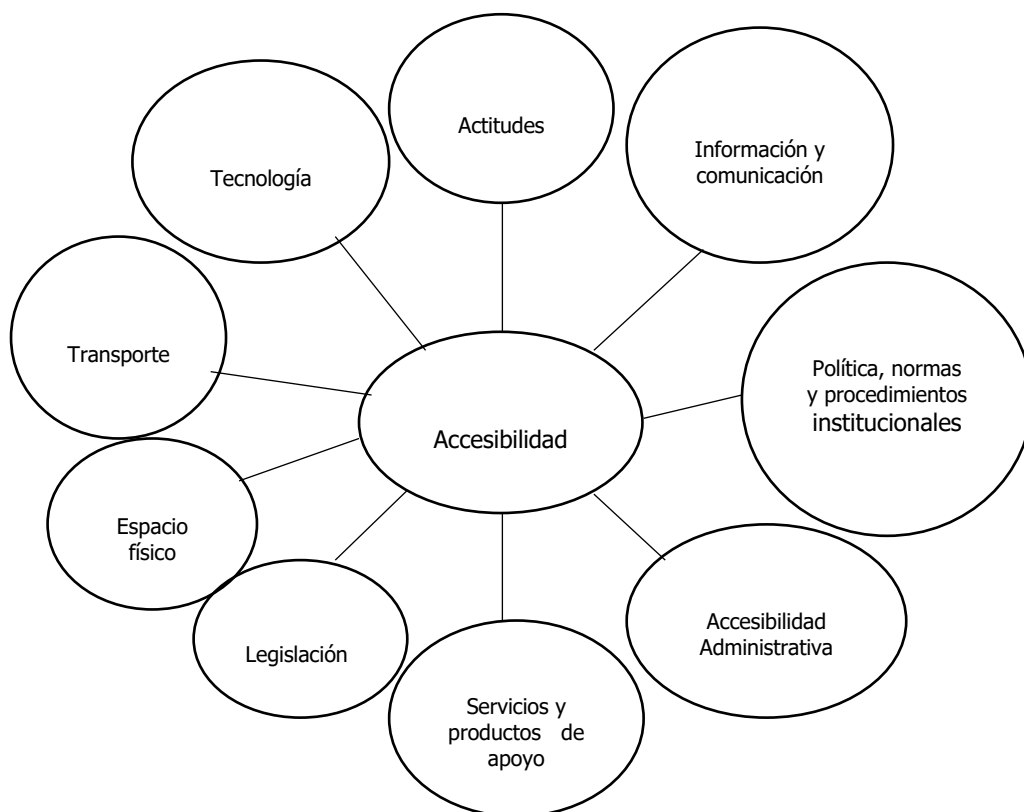 Actitudes
Información y
comunicación
Tecnología
Transporte
Política, normas
y procedimientos
institucionales
Accesibilidad
Espacio
físico
Accesibilidad
Administrativa
Legislación
Servicios y
productos de
apoyo